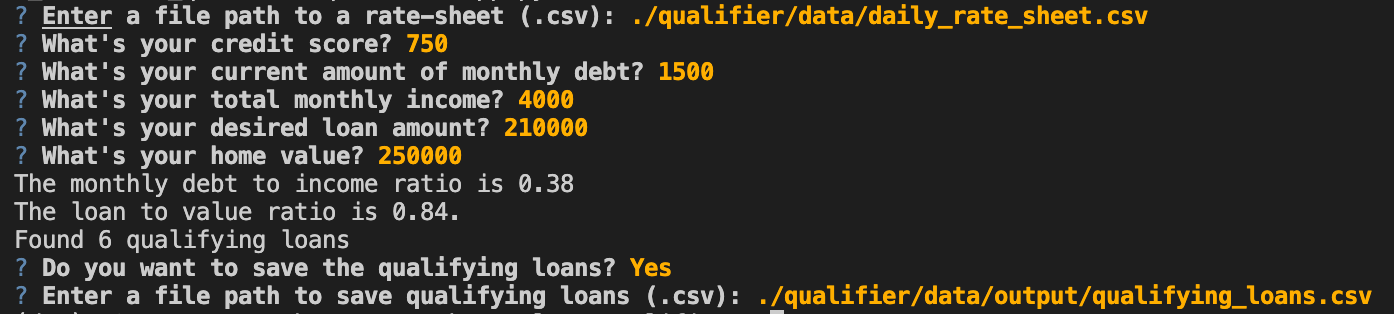 ? Enter a file path to a rate-sheet (.csv): ./qualifier/data/daily_rate_sheet.csv
? What's your credit score? 750
? What's your current amount of monthly debt? 1500
? What's your total monthly income? 4000
? What's your desired loan amount? 210000
? What's your home value? 250000
The monthly debt to income ratio is 0.38
The loan to value ratio is 0.84.
Found 6 qualifying loans
? Do you want to save the qualifying loans? Yes
? Enter a file path to save qualifying loans (.csv): ./qualifier/data/output/qualifying_loans.csv